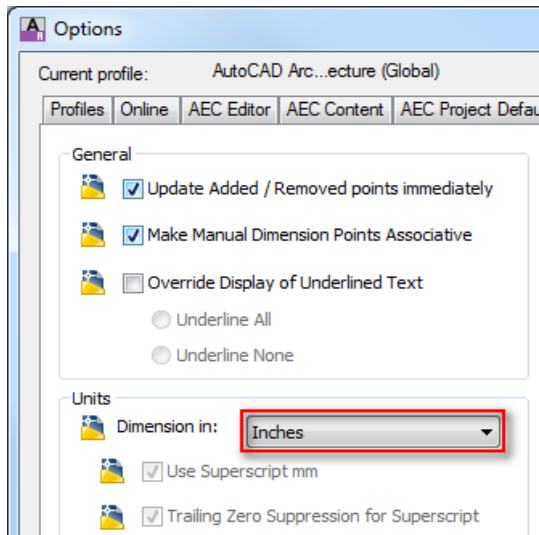 Options
Current profile: AutoCAD Arc...ecture (Global)
Profiles Online AEC Editor AEC Content AEC Project Defau
General
Update Added / Removed points immediately
Make Manual Dimension Points Associative
Override Display of Underlined Text
Underline All
Underline None
Units
Dimension in: Inches
Use Superscript mm
Trailing Zero Suppression for Superscript